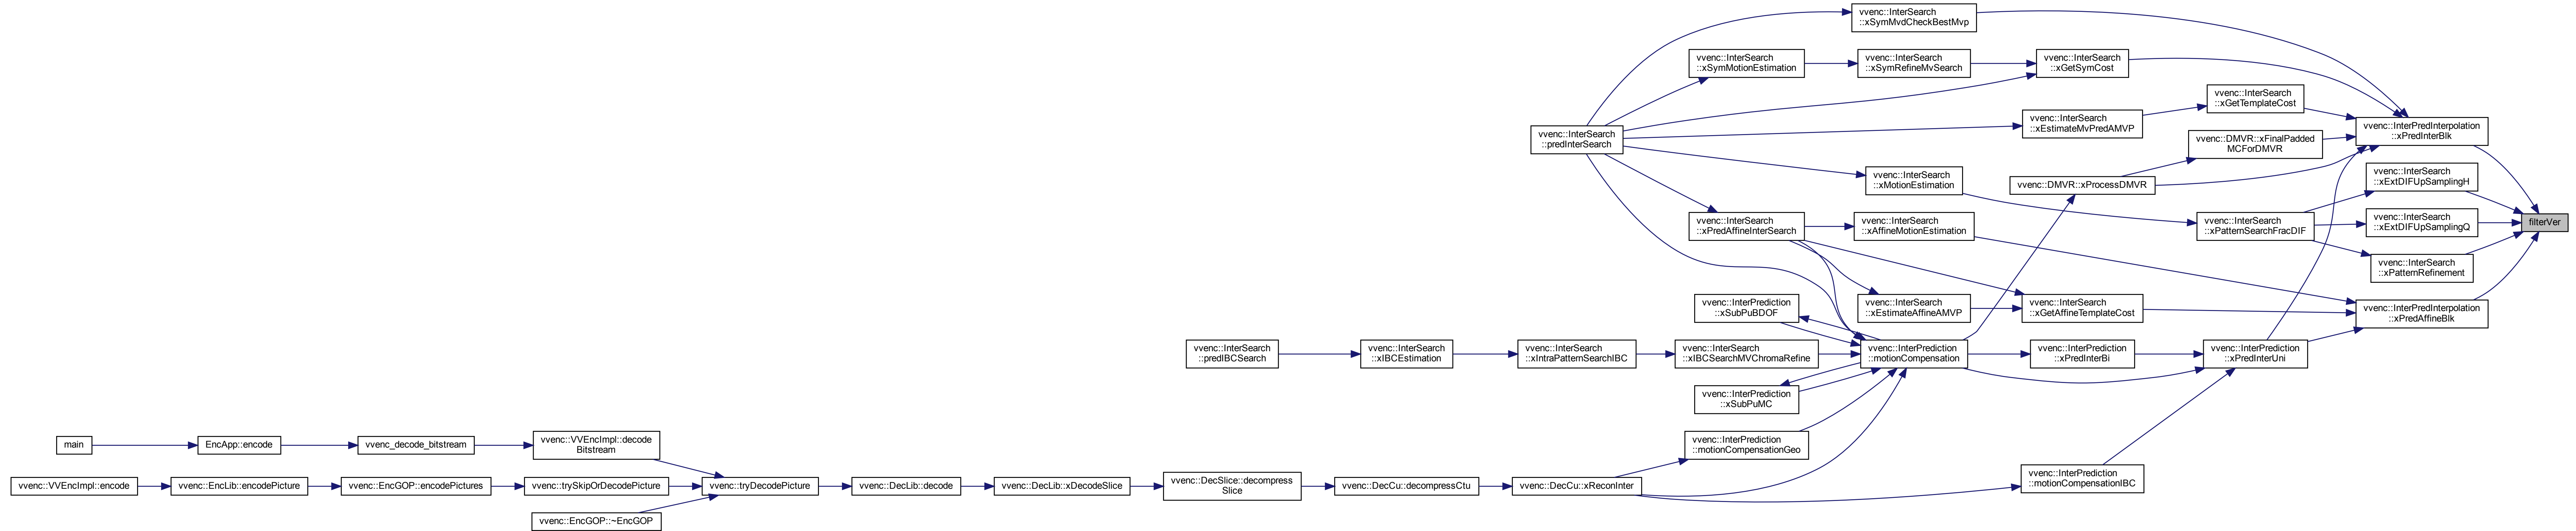 vvenc::InterSearch
::xSymMvdCheckBestMvp
vvenc::InterSearch
::xSymMotionEstimation
vvenc::InterSearch
::xSymRefineMvSearch
vvenc::InterSearch
::xGetSymCost
vvenc::InterSearch
::xGetTemplateCost
vvenc::InterSearch
::predInterSearch
vvenc::InterSearch
::xEstimateMvPredAMVP
vvenc::DMVR::xFinalPadded
MCForDMVR
vvenc::InterPredInterpolation
::xPredInterBlk
vvenc::InterSearch
::xMotionEstimation
vvenc::DMVR::xProcessDMVR
vvenc::InterSearch
::xExtDIFUpSamplingH
vvenc::InterSearch
::xPredAffineInterSearch
vvenc::InterSearch
::xAffineMotionEstimation
vvenc::InterSearch
::xPatternSearchFracDIF
vvenc::InterSearch
::xExtDIFUpSamplingQ
filterVer
vvenc::InterSearch
::xPatternRefinement
vvenc::InterPrediction
::xSubPuBDOF
vvenc::InterSearch
::xEstimateAffineAMVP
vvenc::InterSearch
::xGetAffineTemplateCost
vvenc::InterPredInterpolation
::xPredAffineBlk
vvenc::InterSearch
::predIBCSearch
vvenc::InterSearch
::xIBCEstimation
vvenc::InterSearch
::xIntraPatternSearchIBC
vvenc::InterSearch
::xIBCSearchMVChromaRefine
vvenc::InterPrediction
::motionCompensation
vvenc::InterPrediction
::xPredInterBi
vvenc::InterPrediction
::xPredInterUni
vvenc::InterPrediction
::xSubPuMC
main
EncApp::encode
vvenc_decode_bitstream
vvenc::VVEncImpl::decode
Bitstream
vvenc::InterPrediction
::motionCompensationGeo
vvenc::VVEncImpl::encode
vvenc::EncLib::encodePicture
vvenc::EncGOP::encodePictures
vvenc::trySkipOrDecodePicture
vvenc::tryDecodePicture
vvenc::DecLib::decode
vvenc::DecLib::xDecodeSlice
vvenc::DecSlice::decompress
Slice
vvenc::DecCu::decompressCtu
vvenc::DecCu::xReconInter
vvenc::InterPrediction
::motionCompensationIBC
vvenc::EncGOP::~EncGOP